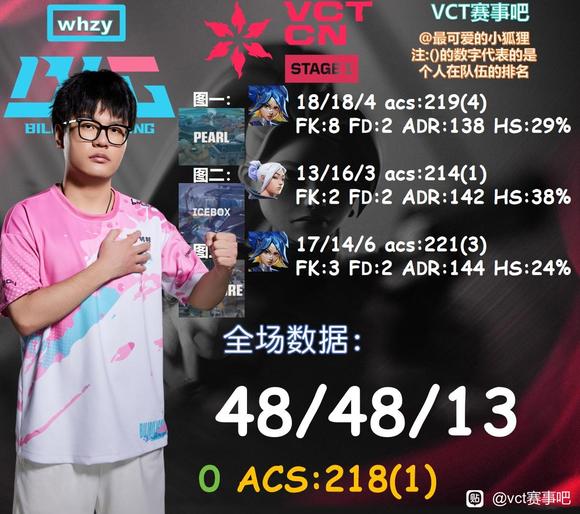 whzy
VCT
CN
STAGE1
VCT赛事吧
@最可爱的小狐狸
注:()的数字代表的是
个人在队伍的排名
图一:
PEARL
18/18/4 acs:219(4)
FK:8 FD:2 ADR:138 HS:29%
图二:
ICEBOX
13/16/3 acs:214(1)
FK:2 FD:2 ADR:142 HS:38%
17/14/6 acs:221(3)
FK:3 FD:2 ADR:144 HS:24%
全场数据:
48/48/13
0 ACS:218(1)
贴 @vct赛事吧